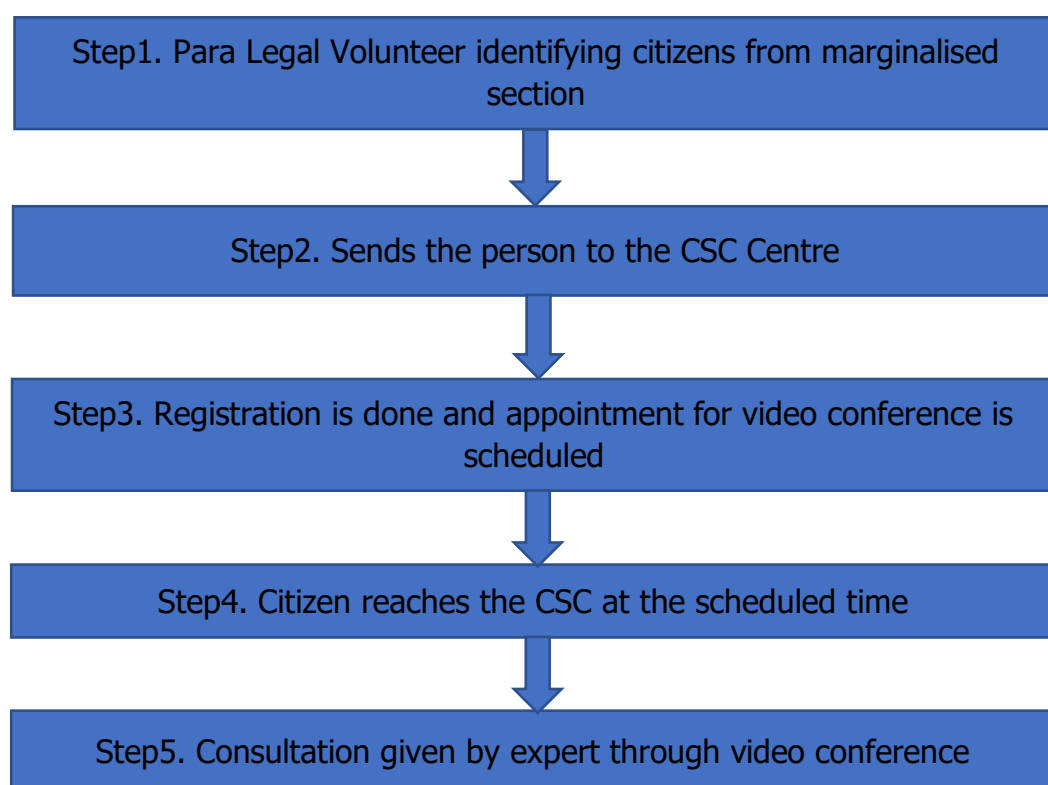 Step1. Para Legal Volunteer identifying citizens from marginalised
section
Step2. Sends the person to the CSC Centre
Step3. Registration is done and appointment for video conference is
scheduled
Step4. Citizen reaches the CSC at the scheduled time
Step5. Consultation given by expert through video conference